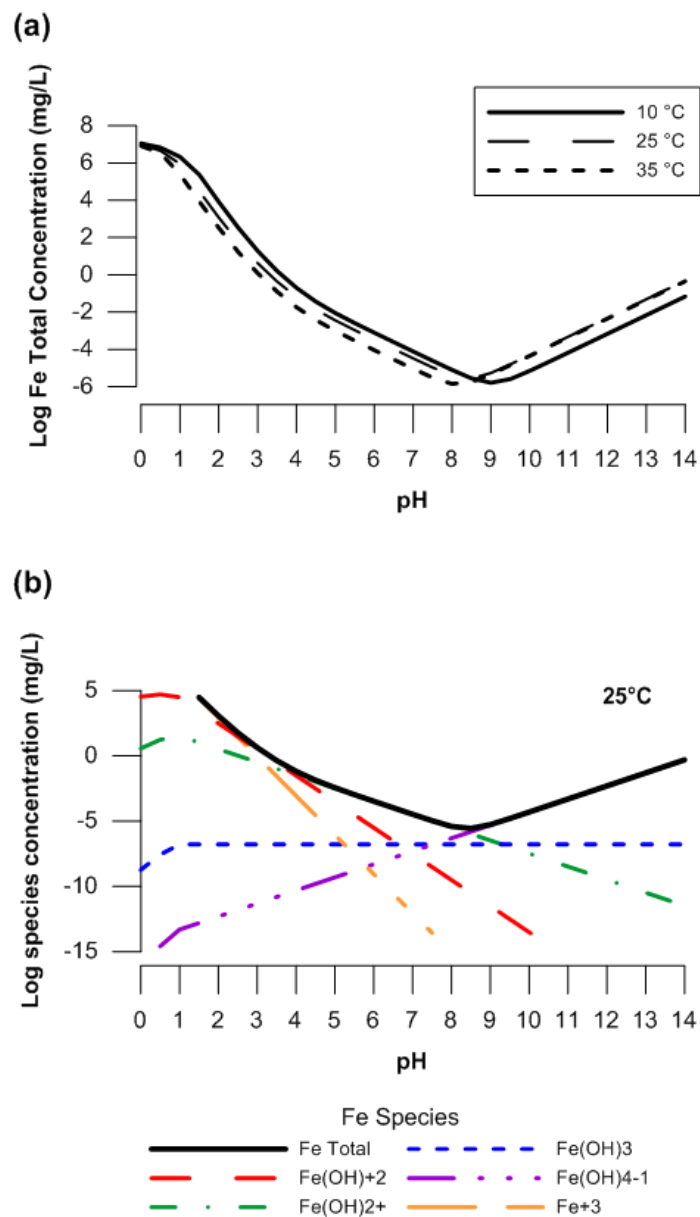 (a)
10 °C
25 °C
35 °C
Log Fe Total Concentration (mg/L)
8
6
4
2
0
-2
-4
-6
0 1 2 3 4 5 6 7 8 9 10 11 12 13 14
pH
(b)
Log species concentration (mg/L)
25°C
5
0
-5
-10
-15
0 1 2 3 4 5 6 7 8 9 10 11 12 13 14
pH
Fe Species
Fe Total Fe(OH)3
Fe(OH)+2 Fe(OH)4-1
Fe(OH)2+ Fe+3